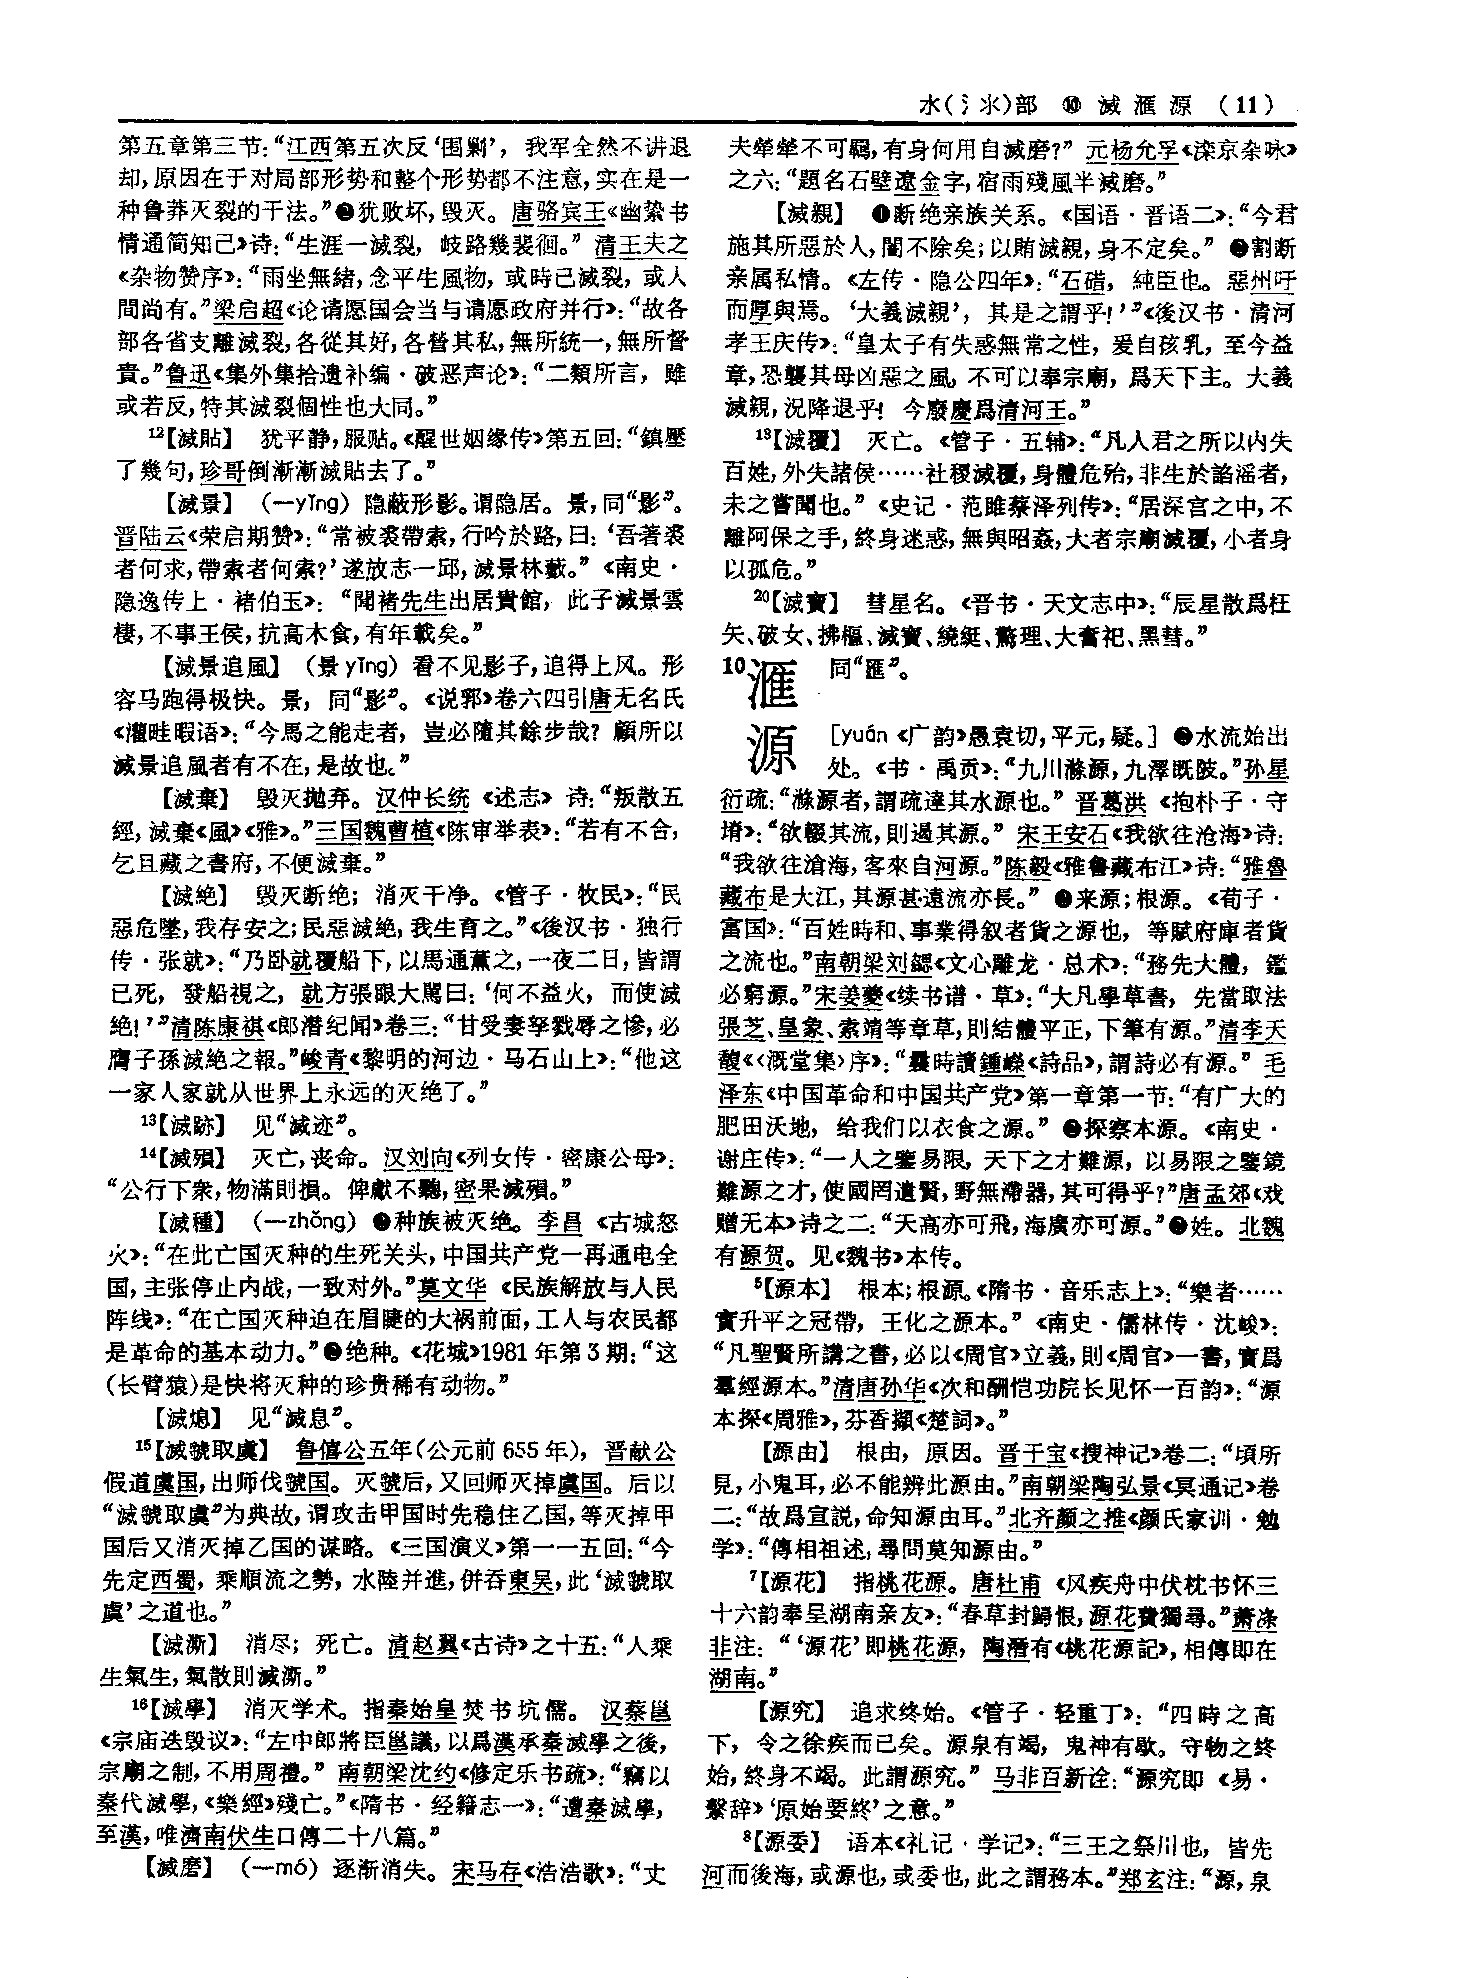 水(氵氺)部　⑩　滅 滙 源　(11)
第五章第三节：“江西第五次反‘围剿’，我军全然不讲退
却，原因在于对局部形势和整个形势都不注意，实在是一
种鲁莽灭裂的干法。”❷犹败坏，毁灭。唐骆宾王《幽絷书
情通简知己》诗：“生涯一滅裂，岐路幾裴徊。”清王夫之
《杂物赞序》：“雨坐無緒，念平生風物，或時已滅裂，或人
間尚有。”梁启超《论请愿国会当与请愿政府并行》：“故各
部各省支離滅裂，各從其好，各營其私，無所統一，無所督
責。”鲁迅《集外集拾遗补编·破恶声论》：“二類所言，雖
或若反，特其滅裂個性也大同。”
12【滅貼】　犹平静，服贴。《醒世姻缘传》第五回：“鎮壓
了幾句，珍哥倒漸漸滅貼去了。”
【滅景】　（—yǐng）隐蔽形影。谓隐居。景，同“影”。
晋陆云《荣启期赞》：“常被裘帶索，行吟於路，曰：‘吾著裘
者何求，帶索者何索？’遂放志一邱，滅景林藪。”《南史·
隐逸传上·褚伯玉》：“聞褚先生出居貴館，此子滅景雲
棲，不事王侯，抗高木食，有年載矣。”
【滅景追風】（景 yǐng）看不见影子，追得上风。形
容马跑得极快。景，同“影”。《说郛》卷六四引唐无名氏
《灌畦暇语》：“今馬之能走者，豈必隨其餘步哉？顧所以
滅景追風者有不在，是故也。”
【滅棄】　毁灭抛弃。汉仲长统《述志》诗：“叛散五
經，滅棄《風》《雅》。”三国魏曹植《陈审举表》：“若有不合，
乞且藏之書府，不便滅棄。”
【滅絶】　毁灭断绝；消灭干净。《管子·牧民》：“民
惡危墜，我存安之；民惡滅絶，我生育之。”《後汉书·独行
传·张就》：“乃卧就覆船下，以馬通薰之，一夜二日，皆謂
已死，發船視之，就方張眼大罵曰：‘何不益火，而使滅
絶！’”清陈康祺《郎潜纪闻》卷三：“甘受妻孥戮辱之慘，必
膺子孫滅絶之報。”峻青《黎明的河边·马石山上》：“他这
一家人家就从世界上永远的灭绝了。”
13【滅跡】　见“滅迹”。
14【滅殞】　灭亡，丧命。汉刘向《列女传·密康公母》：
“公行下衆，物滿則損。俾獻不聽，密果滅殞。”
【滅種】　（—zhǒng）❶种族被灭绝。李昌《古城怒
火》：“在此亡国灭种的生死关头，中国共产党一再通电全
国，主张停止内战，一致对外。”莫文华《民族解放与人民
阵线》：“在亡国灭种迫在眉睫的大祸前面，工人与农民都
是革命的基本动力。”❷绝种。《花城》1981 年第 3 期：“这
（长臂猿）是快将灭种的珍贵稀有动物。”
【滅熄】　见“滅息”。
15【滅虢取虞】　鲁僖公五年（公元前 655 年），晋献公
假道虞国，出师伐虢国。灭虢后，又回师灭掉虞国。后以
“滅虢取虞”为典故，谓攻击甲国时先稳住乙国，等灭掉甲
国后又消灭掉乙国的谋略。《三国演义》第一一五回：“今
先定西蜀，乘順流之勢，水陸并進，併吞東吴，此‘滅虢取
虞’之道也。”
【滅澌】　消尽；死亡。清赵翼《古诗》之十五：“人乘
生氣生，氣散則滅澌。”
16【滅學】　消灭学术。指秦始皇焚书坑儒。汉蔡邕
《宗庙迭毁议》：“左中郎將臣邕議，以爲漢承秦滅學之後，
宗廟之制，不用周禮。”南朝梁沈约《修定乐书疏》：“竊以
秦代滅學，《樂經》殘亡。”《隋书·经籍志一》：“遭秦滅學，
至漢，唯濟南伏生口傳二十八篇。”
【滅磨】　（—mó）逐渐消失。宋马存《浩浩歌》：“丈
夫犖犖不可羈，有身何用自滅磨？”元杨允孚《滦京杂咏》
之六：“題名石壁遼金字，宿雨殘風半滅磨。”
【滅親】　❶断绝亲族关系。《国语·晋语二》：“今君
施其所惡於人，闇不除矣；以賄滅親，身不定矣。”❷割断
亲属私情。《左传·隐公四年》：“石碏，純臣也。惡州吁
而厚與焉。‘大義滅親’，其是之謂乎！’”《後汉书·清河
孝王庆传》：“皇太子有失惑無常之性，爰自孩乳，至今益
章，恐襲其母凶惡之風，不可以奉宗廟，爲天下主。大義
滅親，況降退乎！今廢慶爲清河王。”
18【滅覆】　灭亡。《管子·五辅》：“凡人君之所以内失
百姓，外失諸侯……社稷滅覆，身體危殆，非生於諂淫者，
未之嘗聞也。”《史记·范雎蔡泽列传》：“居深宫之中，不
離阿保之手，終身迷惑，無與昭姦，大者宗廟滅覆，小者身
以孤危。”
20【滅寶】　彗星名。《晋书·天文志中》：“辰星散爲枉
矢、破女、拂樞、滅寶、繞綎、驚理、大奮祀、黑彗。”
10滙　同“匯”。
源　［yuán《广韵》愚袁切，平元，疑。］❶水流始出
处。《书·禹贡》：“九川滌源，九澤既陂。”孙星
衍疏：“滌源者，謂疏達其水源也。”晋葛洪《抱朴子·守
塉》：“欲輟其流，則遏其源。”宋王安石《我欲往沧海》诗：
“我欲往滄海，客來自河源。”陈毅《雅鲁藏布江》诗：“雅魯
藏布是大江，其源甚遠流亦長。”❷来源；根源。《荀子·
富国》：“百姓時和、事業得叙者貨之源也，等賦府庫者貨
之流也。”南朝梁刘勰《文心雕龙·总术》：“務先大體，鑑
必窮源。”宋姜夔《续书谱·草》：“大凡學草書，先當取法
張芝、皇象、索靖等章草，則結體平正，下筆有源。”清李天
馥《〈溉堂集〉序》：“曩時讀鍾嶸《詩品》，謂詩必有源。”毛
泽东《中国革命和中国共产党》第一章第一节：“有广大的
肥田沃地，给我们以衣食之源。”❸探察本源。《南史·
谢庄传》：“一人之鑒易限，天下之才難源，以易限之鑒鏡
難源之才，使國罔遺賢，野無滯器，其可得乎？”唐孟郊《戏
赠无本》诗之二：“天高亦可飛，海廣亦可源。”❹姓。北魏
有源贺。见《魏书》本传。
5【源本】　根本；根源。《隋书·音乐志上》：“樂者……
實升平之冠帶，王化之源本。”《南史·儒林传·沈峻》：
“凡聖賢所講之書，必以《周官》立義，則《周官》一書，實爲
羣經源本。”清唐孙华《次和酬恺功院长见怀一百韵》：“源
本探《周雅》，芬香擷《楚詞》。”
【源由】　根由，原因。晋干宝《搜神记》卷二：“頃所
見，小鬼耳，必不能辨此源由。”南朝梁陶弘景《冥通记》卷
二：“故爲宣説，命知源由耳。”北齐颜之推《颜氏家训·勉
学》：“傳相祖述，尋問莫知源由。”
7【源花】　指桃花源。唐杜甫《风疾舟中伏枕书怀三
十六韵奉呈湖南亲友》：“春草封歸恨，源花費獨尋。”萧涤
非注：“‘源花’即桃花源，陶潛有《桃花源記》，相傳即在
湖南。”
【源究】　追求终始。《管子·轻重丁》：“四時之高
下，令之徐疾而已矣。源泉有竭，鬼神有歇。守物之終
始，終身不竭。此謂源究。”马非百新诠：“源究即《易·
繫辞》‘原始要終’之意。”
8【源委】　语本《礼记·学记》：“三王之祭川也，皆先
河而後海，或源也，或委也，此之謂務本。”郑玄注：“源，泉